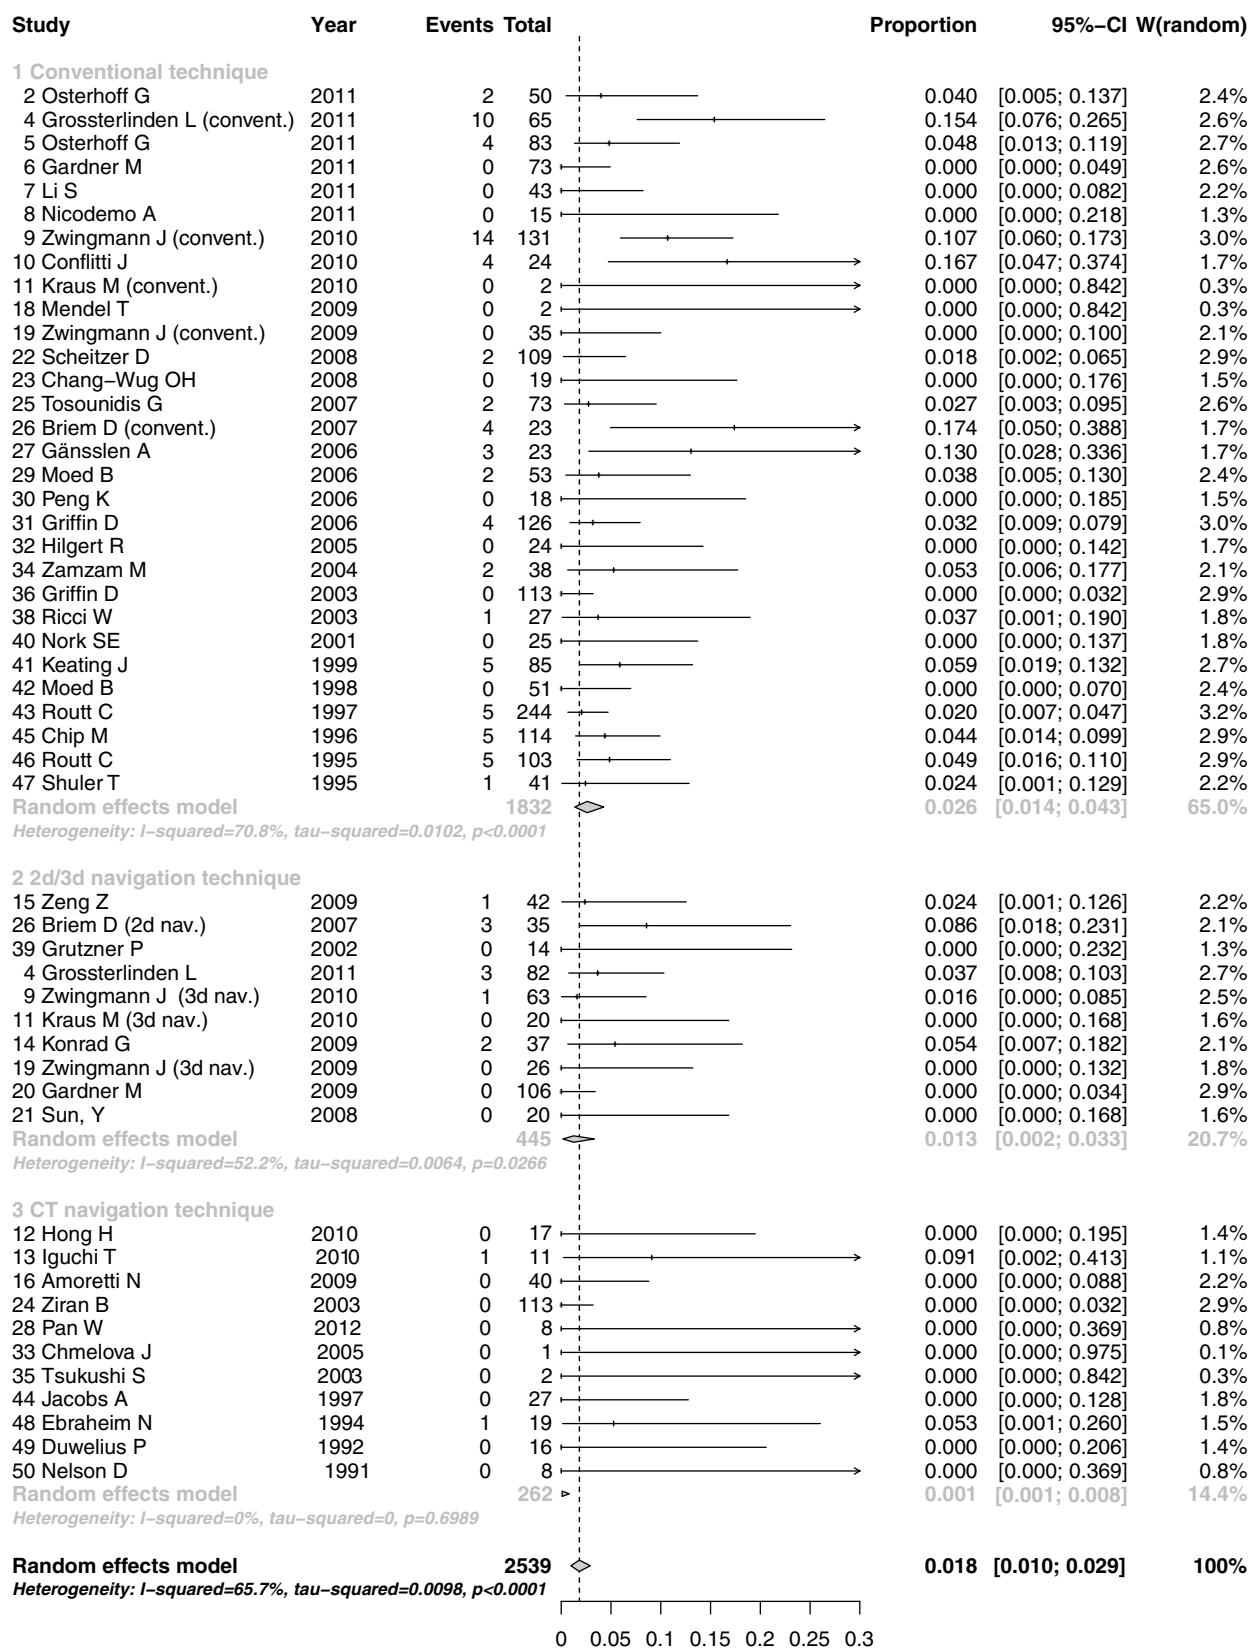 Study Year Events Total Proportion 95%−CI W(random)
1 Conventional technique
2 Osterhoff G 2011 2 50 0.040 [0.005; 0.137] 2.4%
4 Grossterlinden L (convent.) 2011 10 65 0.154 [0.076; 0.265] 2.6%
5 Osterhoff G 2011 4 83 0.048 [0.013; 0.119] 2.7%
6 Gardner M 2011 0 73 0.000 [0.000; 0.049] 2.6%
7 Li S 2011 0 43 0.000 [0.000; 0.082] 2.2%
8 Nicodemo A 2011 0 15 0.000 [0.000; 0.218] 1.3%
9 Zwingmann J (convent.) 2010 14 131 0.107 [0.060; 0.173] 3.0%
10 Conflitti J 2010 4 24 0.167 [0.047; 0.374] 1.7%
11 Kraus M (convent.) 2010 0 2 0.000 [0.000; 0.842] 0.3%
18 Mendel T 2009 0 2 0.000 [0.000; 0.842] 0.3%
19 Zwingmann J (convent.) 2009 0 35 0.000 [0.000; 0.100] 2.1%
22 Scheitzer D 2008 2 109 0.018 [0.002; 0.065] 2.9%
23 Chang−Wug OH 2008 0 19 0.000 [0.000; 0.176] 1.5%
25 Tosounidis G 2007 2 73 0.027 [0.003; 0.095] 2.6%
26 Briem D (convent.) 2007 4 23 0.174 [0.050; 0.388] 1.7%
27 Gänsslen A 2006 3 23 0.130 [0.028; 0.336] 1.7%
29 Moed B 2006 2 53 0.038 [0.005; 0.130] 2.4%
30 Peng K 2006 0 18 0.000 [0.000; 0.185] 1.5%
31 Griffin D 2006 4 126 0.032 [0.009; 0.079] 3.0%
32 Hilgert R 2005 0 24 0.000 [0.000; 0.142] 1.7%
34 Zamzam M 2004 2 38 0.053 [0.006; 0.177] 2.1%
36 Griffin D 2003 0 113 0.000 [0.000; 0.032] 2.9%
38 Ricci W 2003 1 27 0.037 [0.001; 0.190] 1.8%
40 Nork SE 2001 0 25 0.000 [0.000; 0.137] 1.8%
41 Keating J 1999 5 85 0.059 [0.019; 0.132] 2.7%
42 Moed B 1998 0 51 0.000 [0.000; 0.070] 2.4%
43 Routt C 1997 5 244 0.020 [0.007; 0.047] 3.2%
45 Chip M 1996 5 114 0.044 [0.014; 0.099] 2.9%
46 Routt C 1995 5 103 0.049 [0.016; 0.110] 2.9%
47 Shuler T 1995 1 41 0.024 [0.001; 0.129] 2.2%
Random effects model 1832 0.026 [0.014; 0.043] 65.0%
Heterogeneity: I−squared=70.8%, tau−squared=0.0102, p<0.0001
2 2d/3d navigation technique
15 Zeng Z 2009 1 42 0.024 [0.001; 0.126] 2.2%
26 Briem D (2d nav.) 2007 3 35 0.086 [0.018; 0.231] 2.1%
39 Grutzner P 2002 0 14 0.000 [0.000; 0.232] 1.3%
4 Grossterlinden L 2011 3 82 0.037 [0.008; 0.103] 2.7%
9 Zwingmann J (3d nav.) 2010 1 63 0.016 [0.000; 0.085] 2.5%
11 Kraus M (3d nav.) 2010 0 20 0.000 [0.000; 0.168] 1.6%
14 Konrad G 2009 2 37 0.054 [0.007; 0.182] 2.1%
19 Zwingmann J (3d nav.) 2009 0 26 0.000 [0.000; 0.132] 1.8%
20 Gardner M 2009 0 106 0.000 [0.000; 0.034] 2.9%
21 Sun, Y 2008 0 20 0.000 [0.000; 0.168] 1.6%
Random effects model 445 0.013 [0.002; 0.033] 20.7%
Heterogeneity: I−squared=52.2%, tau−squared=0.0064, p=0.0266
3 CT navigation technique
12 Hong H 2010 0 17 0.000 [0.000; 0.195] 1.4%
13 Iguchi T 2010 1 11 0.091 [0.002; 0.413] 1.1%
16 Amoretti N 2009 0 40 0.000 [0.000; 0.088] 2.2%
24 Ziran B 2003 0 113 0.000 [0.000; 0.032] 2.9%
28 Pan W 2012 0 8 0.000 [0.000; 0.369] 0.8%
33 Chmelova J 2005 0 1 0.000 [0.000; 0.975] 0.1%
35 Tsukushi S 2003 0 2 0.000 [0.000; 0.842] 0.3%
44 Jacobs A 1997 0 27 0.000 [0.000; 0.128] 1.8%
48 Ebraheim N 1994 1 19 0.053 [0.001; 0.260] 1.5%
49 Duwelius P 1992 0 16 0.000 [0.000; 0.206] 1.4%
50 Nelson D 1991 0 8 0.000 [0.000; 0.369] 0.8%
Random effects model 262 0.001 [0.001; 0.008] 14.4%
Heterogeneity: I−squared=0%, tau−squared=0, p=0.6989
Random effects model 2539 0.018 [0.010; 0.029] 100%
Heterogeneity: I−squared=65.7%, tau−squared=0.0098, p<0.0001
0 0.05 0.1 0.15 0.2 0.25 0.3